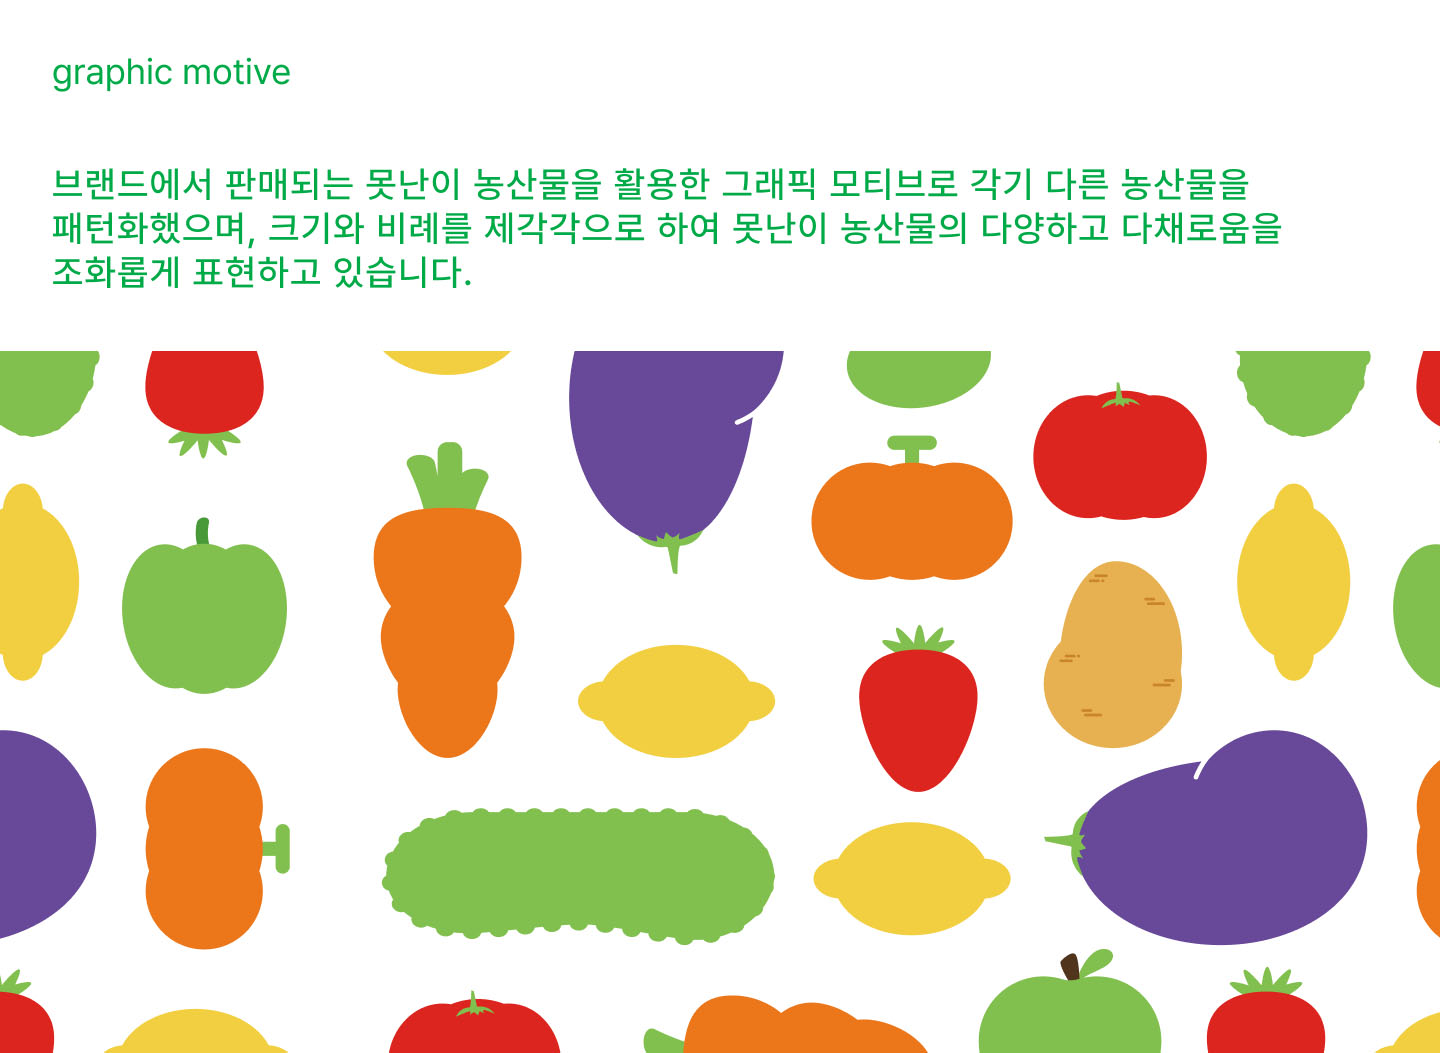 graphic motive
브랜드에서 판매되는 못난이 농산물을 활용한 그래픽 모티브로 각기 다른 농산물을
패턴화했으며, 크기와 비례를 제각각으로 하여 못난이 농산물의 다양하고 다채로움을
조화롭게 표현하고 있습니다.